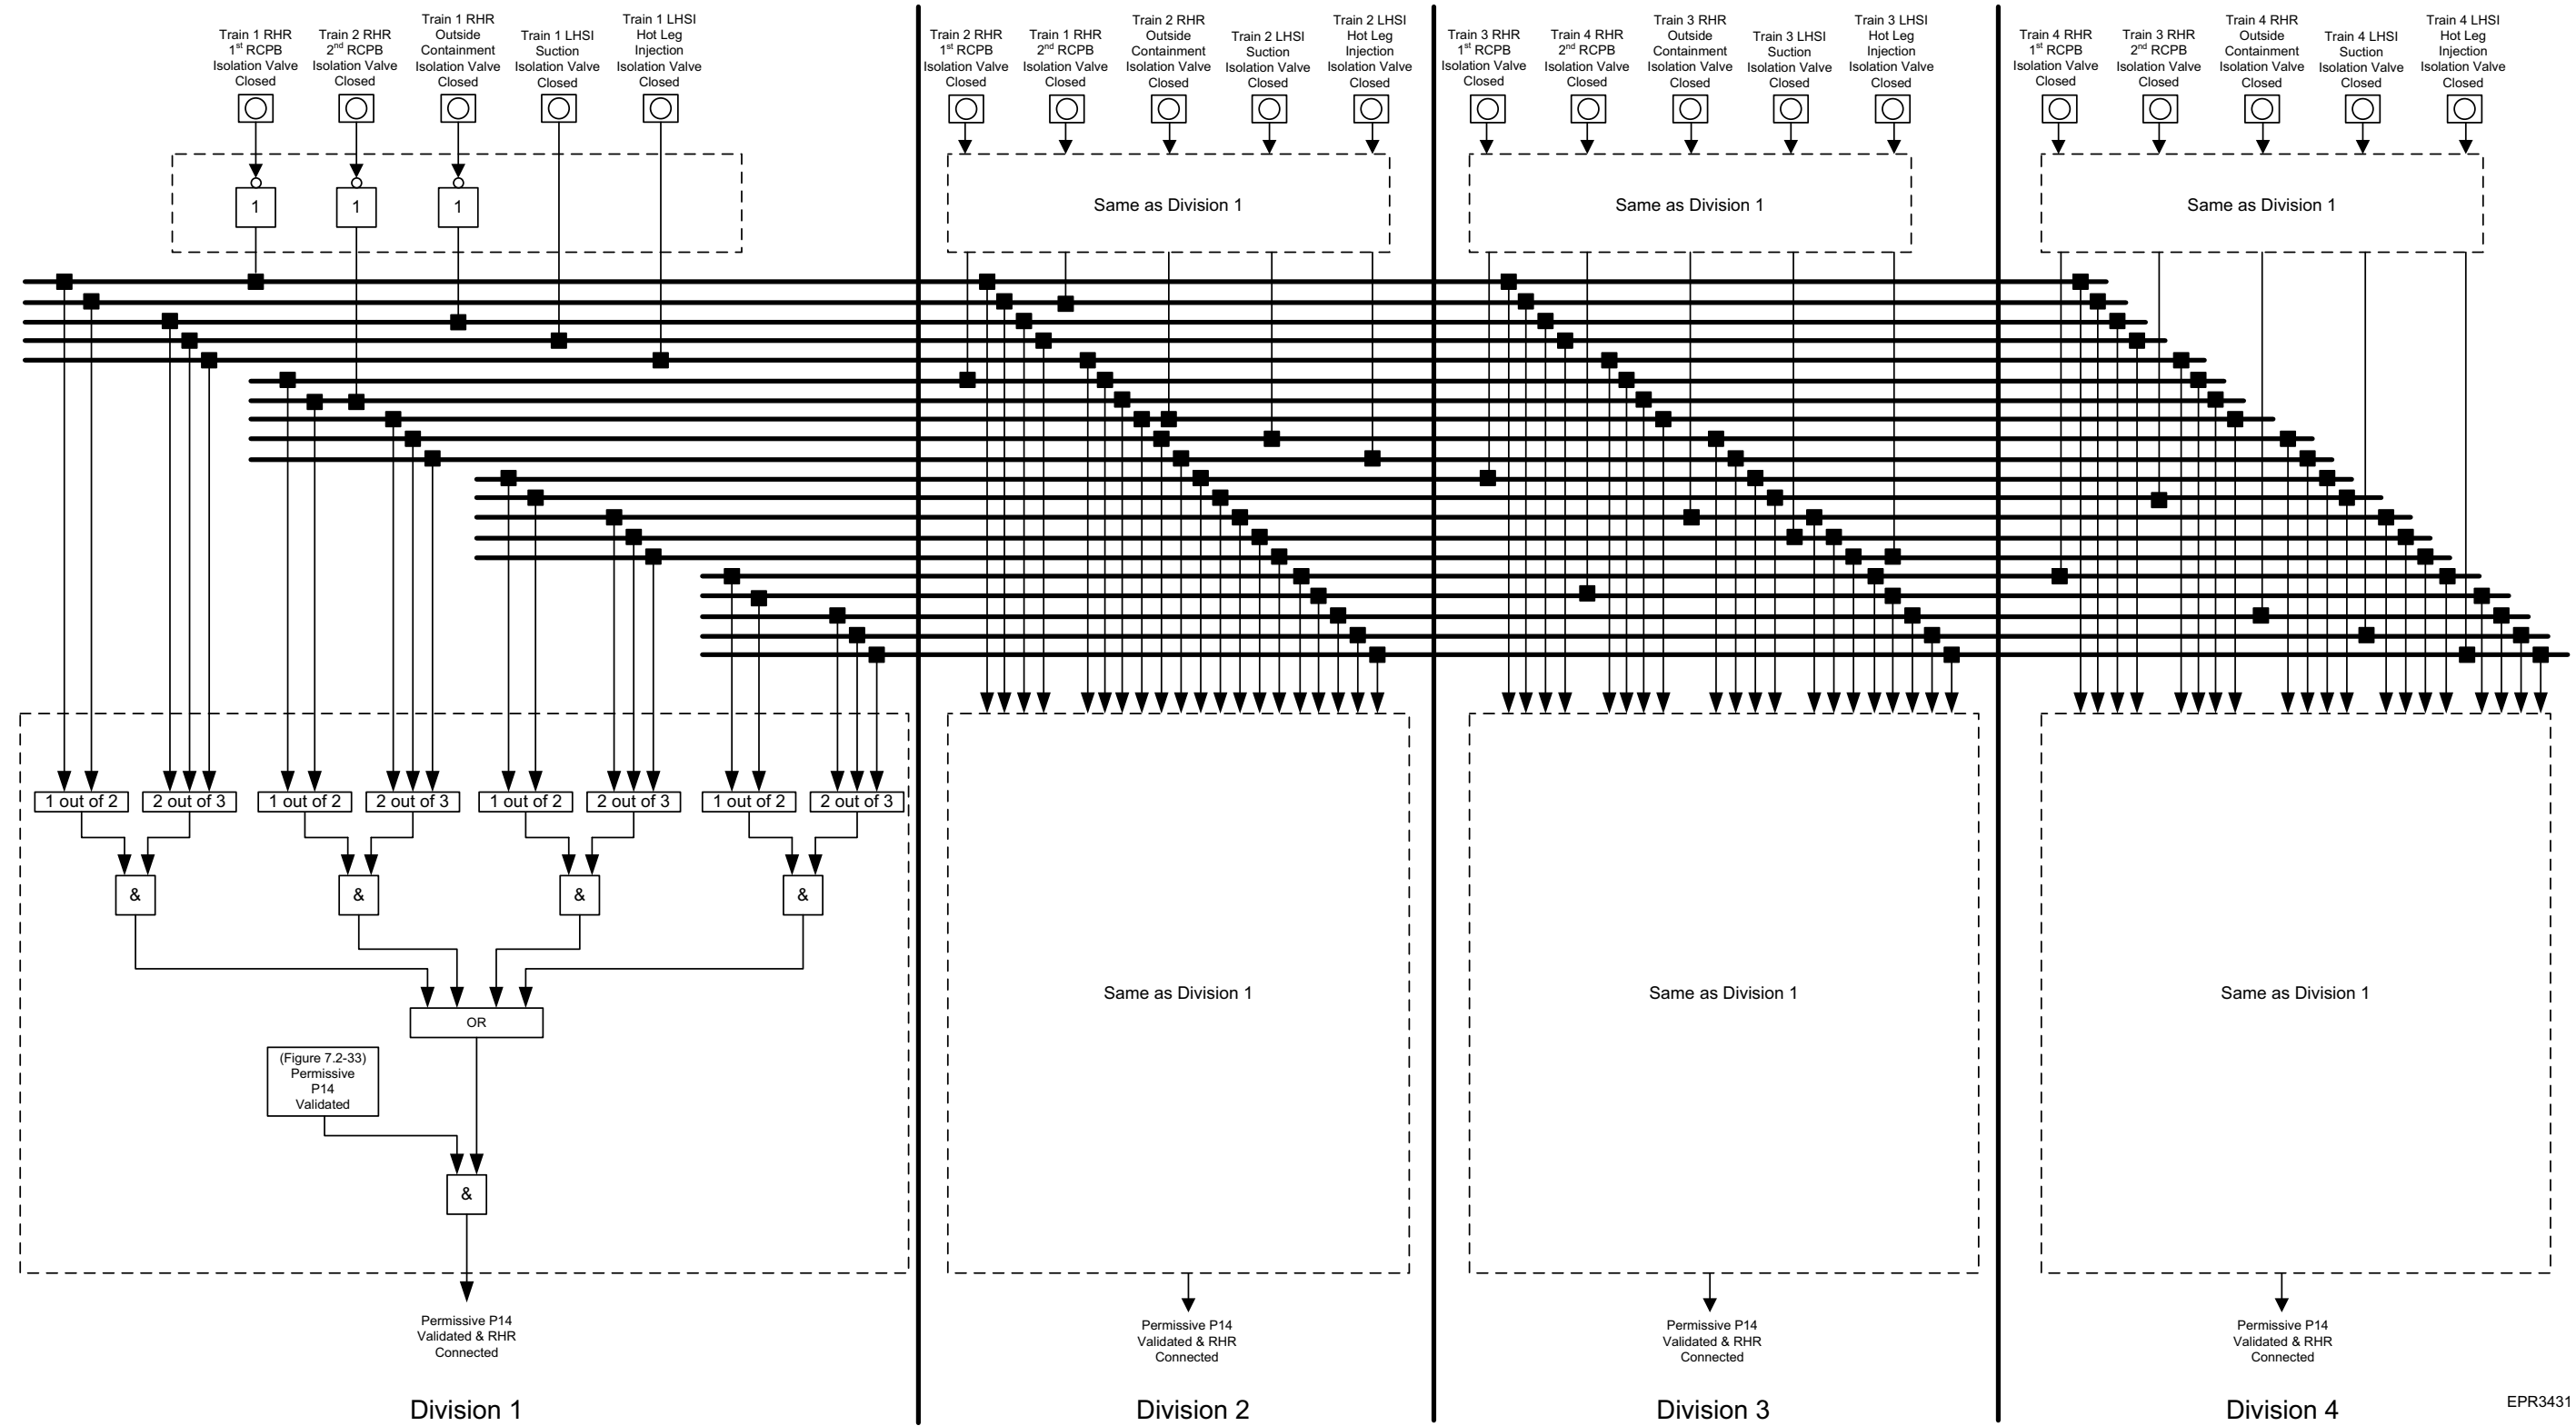 Train 1 RHR
1st RCPB
Isolation Valve
Closed
Train 2 RHR
2nd RCPB
Isolation Valve
Closed
Train 1 RHR
Outside
Containment
Isolation Valve
Closed
Train 1 LHSI
Suction
Isolation Valve
Closed
Train 1 LHSI
Hot Leg
Injection
Isolation Valve
Closed
Train 2 RHR
1st RCPB
Isolation Valve
Closed
Train 1 RHR
2nd RCPB
Isolation Valve
Closed
Train 2 RHR
Outside
Containment
Isolation Valve
Closed
Train 2 LHSI
Suction
Isolation Valve
Closed
Train 2 LHSI
Hot Leg
Injection
Isolation Valve
Closed
Train 3 RHR
1st RCPB
Isolation Valve
Closed
Train 4 RHR
2nd RCPB
Isolation Valve
Closed
Train 3 RHR
Outside
Containment
Isolation Valve
Closed
Train 3 LHSI
Suction
Isolation Valve
Closed
Train 3 LHSI
Hot Leg
Injection
Isolation Valve
Closed
Train 4 RHR
1st RCPB
Isolation Valve
Closed
Train 3 RHR
2nd RCPB
Isolation Valve
Closed
Train 4 RHR
Outside
Containment
Isolation Valve
Closed
Train 4 LHSI
Suction
Isolation Valve
Closed
Train 4 LHSI
Hot Leg
Injection
Isolation Valve
Closed
1
1
1
Same as Division 1
Same as Division 1
Same as Division 1
1 out of 2
2 out of 3
1 out of 2
2 out of 3
1 out of 2
2 out of 3
1 out of 2
2 out of 3
&
&
&
&
OR
(Figure 7.2-33)
Permissive
P14
Validated
&
Same as Division 1
Same as Division 1
Same as Division 1
Permissive P14
Validated & RHR
Connected
Permissive P14
Validated & RHR
Connected
Permissive P14
Validated & RHR
Connected
Permissive P14
Validated & RHR
Connected
Division 1
Division 2
Division 3
Division 4
EPR3431